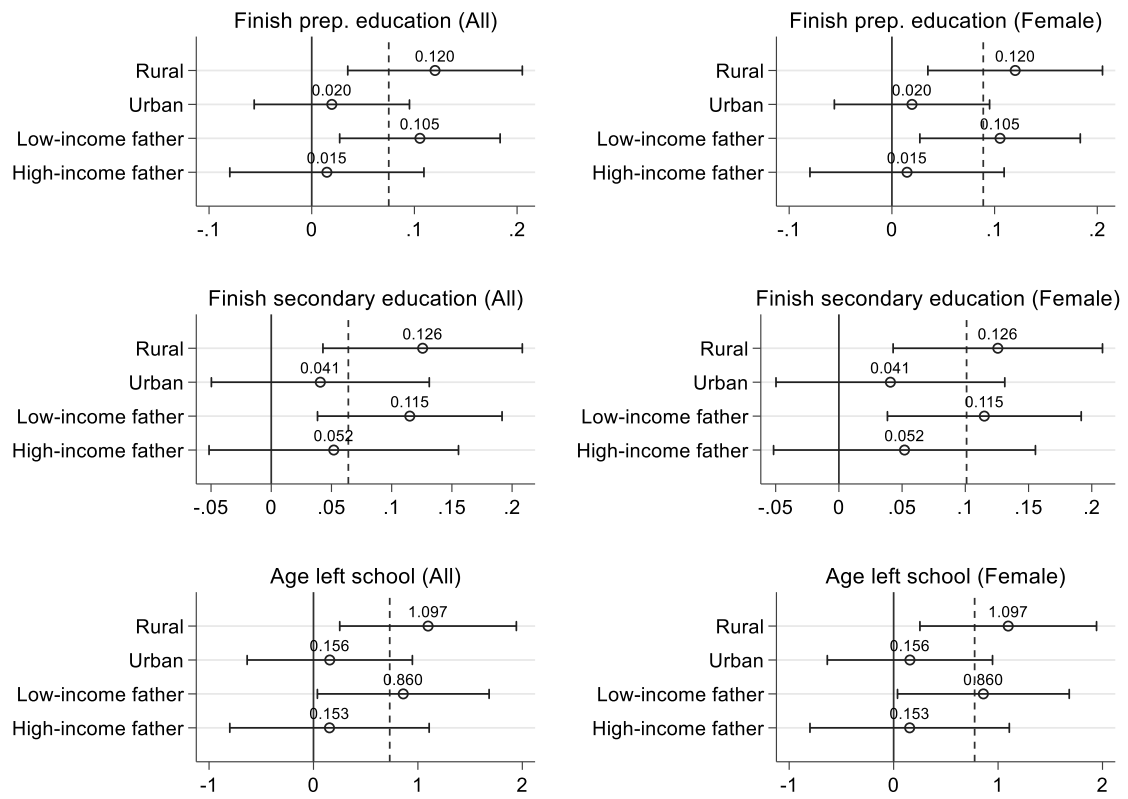 Finish prep. education (All)
Rural
Urban
Low-income father
High-income father
0.120
0.020
0.105
0.015
-.1 0 .1 .2
Finish prep. education (Female)
Rural
Urban
Low-income father
High-income father
0.120
0.020
0.105
0.015
-.1 0 .1 .2
Finish secondary education (All)
Rural
Urban
Low-income father
High-income father
0.126
0.041
0.115
0.052
-.05 0 .05 .1 .15 .2
Finish secondary education (Female)
Rural
Urban
Low-income father
High-income father
0.126
0.041
0.115
0.052
-.05 0 .05 .1 .15 .2
Age left school (All)
Rural
Urban
Low-income father
High-income father
1.097
0.156
0.860
0.153
-1 0 1 2
Age left school (Female)
Rural
Urban
Low-income father
High-income father
1.097
0.156
0.860
0.153
-1 0 1 2